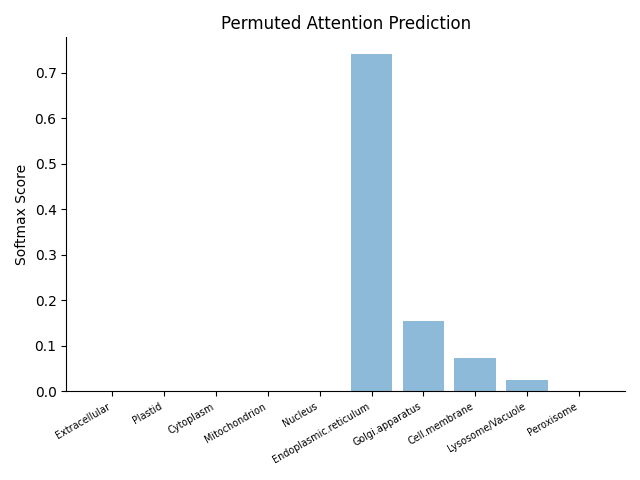 Permuted Attention Prediction
Softmax Score
0.7
0.6
0.5
0.4
0.3
0.2
0.1
0.0
Extracellular
Plastid
Cytoplasm
Mitochondrion
Nucleus
Endoplasmic.reticulum
Golgi.apparatus
Cell.membrane
Lysosome/Vacuole
Peroxisome